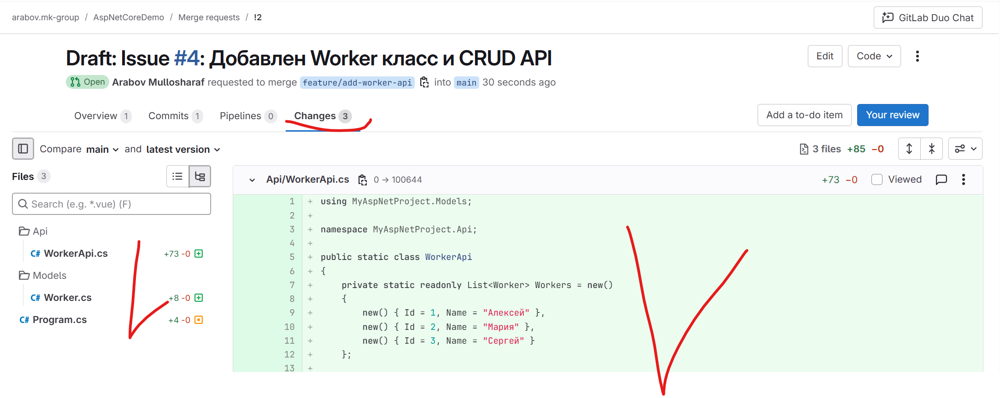 arabov.mk-group / AspNetCoreDemo / Merge requests / !2
GitLab Duo Chat
Draft: Issue #4: Добавлен Worker класс и CRUD API
Edit
Code
Open Arabov Mullosharaf requested to merge feature/add-worker-api into main 30 seconds ago
Overview 1 Commits 1 Pipelines 0 Changes 3
Add a to-do item
Your review
Compare main and latest version
3 files +85 −0
Files 3
Search (e.g. *.vue) (F)
Api
C# WorkerApi.cs +73 -0
Models
C# Worker.cs +8 -0
C# Program.cs +4 -0
Api/WorkerApi.cs 0 → 100644 +73 −0 Viewed
1 + using MyAspNetProject.Models;
2 +
3 + namespace MyAspNetProject.Api;
4 +
5 + public static class WorkerApi
6 + {
7 + private static readonly List<Worker> Workers = new()
8 + {
9 + new() { Id = 1, Name = "Алексей" },
10 + new() { Id = 2, Name = "Мария" },
11 + new() { Id = 3, Name = "Сергей" }
12 + };
13 +